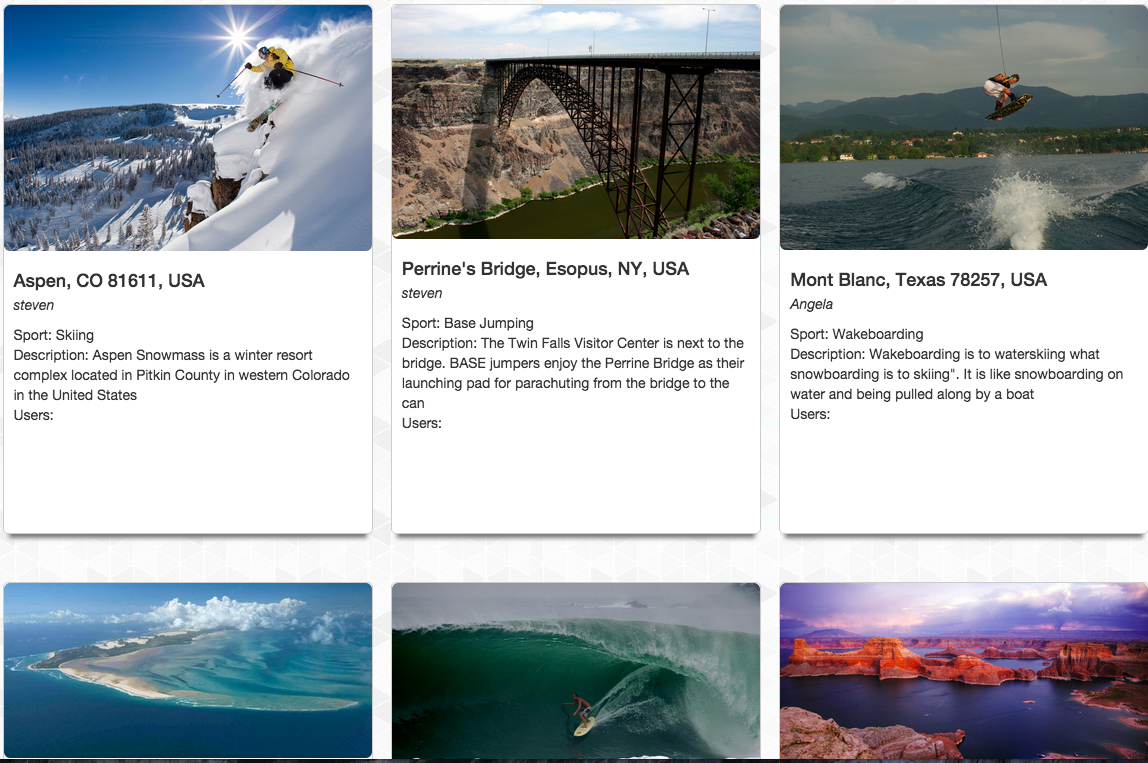 Aspen, CO 81611, USA
steven
Sport: Skiing
Description: Aspen Snowmass is a winter resort
complex located in Pitkin County in western Colorado
in the United States
Users:
Perrine's Bridge, Esopus, NY, USA
steven
Sport: Base Jumping
Description: The Twin Falls Visitor Center is next to the
bridge. BASE jumpers enjoy the Perrine Bridge as their
launching pad for parachuting from the bridge to the
can
Users:
Mont Blanc, Texas 78257, USA
Angela
Sport: Wakeboarding
Description: Wakeboarding is to waterskiing what
snowboarding is to skiing". It is like snowboarding on
water and being pulled along by a boat
Users: